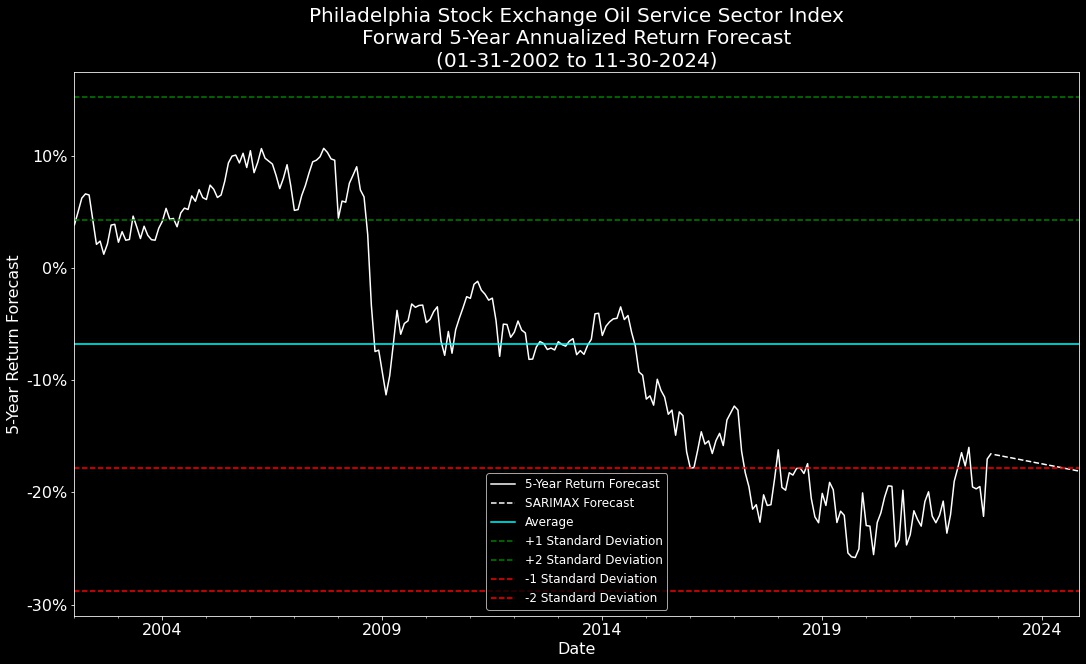 Philadelphia Stock Exchange Oil Service Sector Index
Forward 5-Year Annualized Return Forecast
(01-31-2002 to 11-30-2024)
5-Year Return Forecast
10%
0%
-10%
-20%
-30%
5-Year Return Forecast
SARIMAX Forecast
Average
+1 Standard Deviation
+2 Standard Deviation
-1 Standard Deviation
-2 Standard Deviation
2004
2009
2014
2019
2024
Date